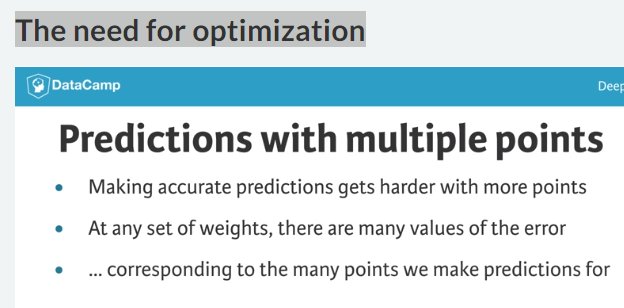 The need for optimization
DataCamp
Deep
Predictions with multiple points
• Making accurate predictions gets harder with more points
• At any set of weights, there are many values of the error
• ... corresponding to the many points we make predictions for